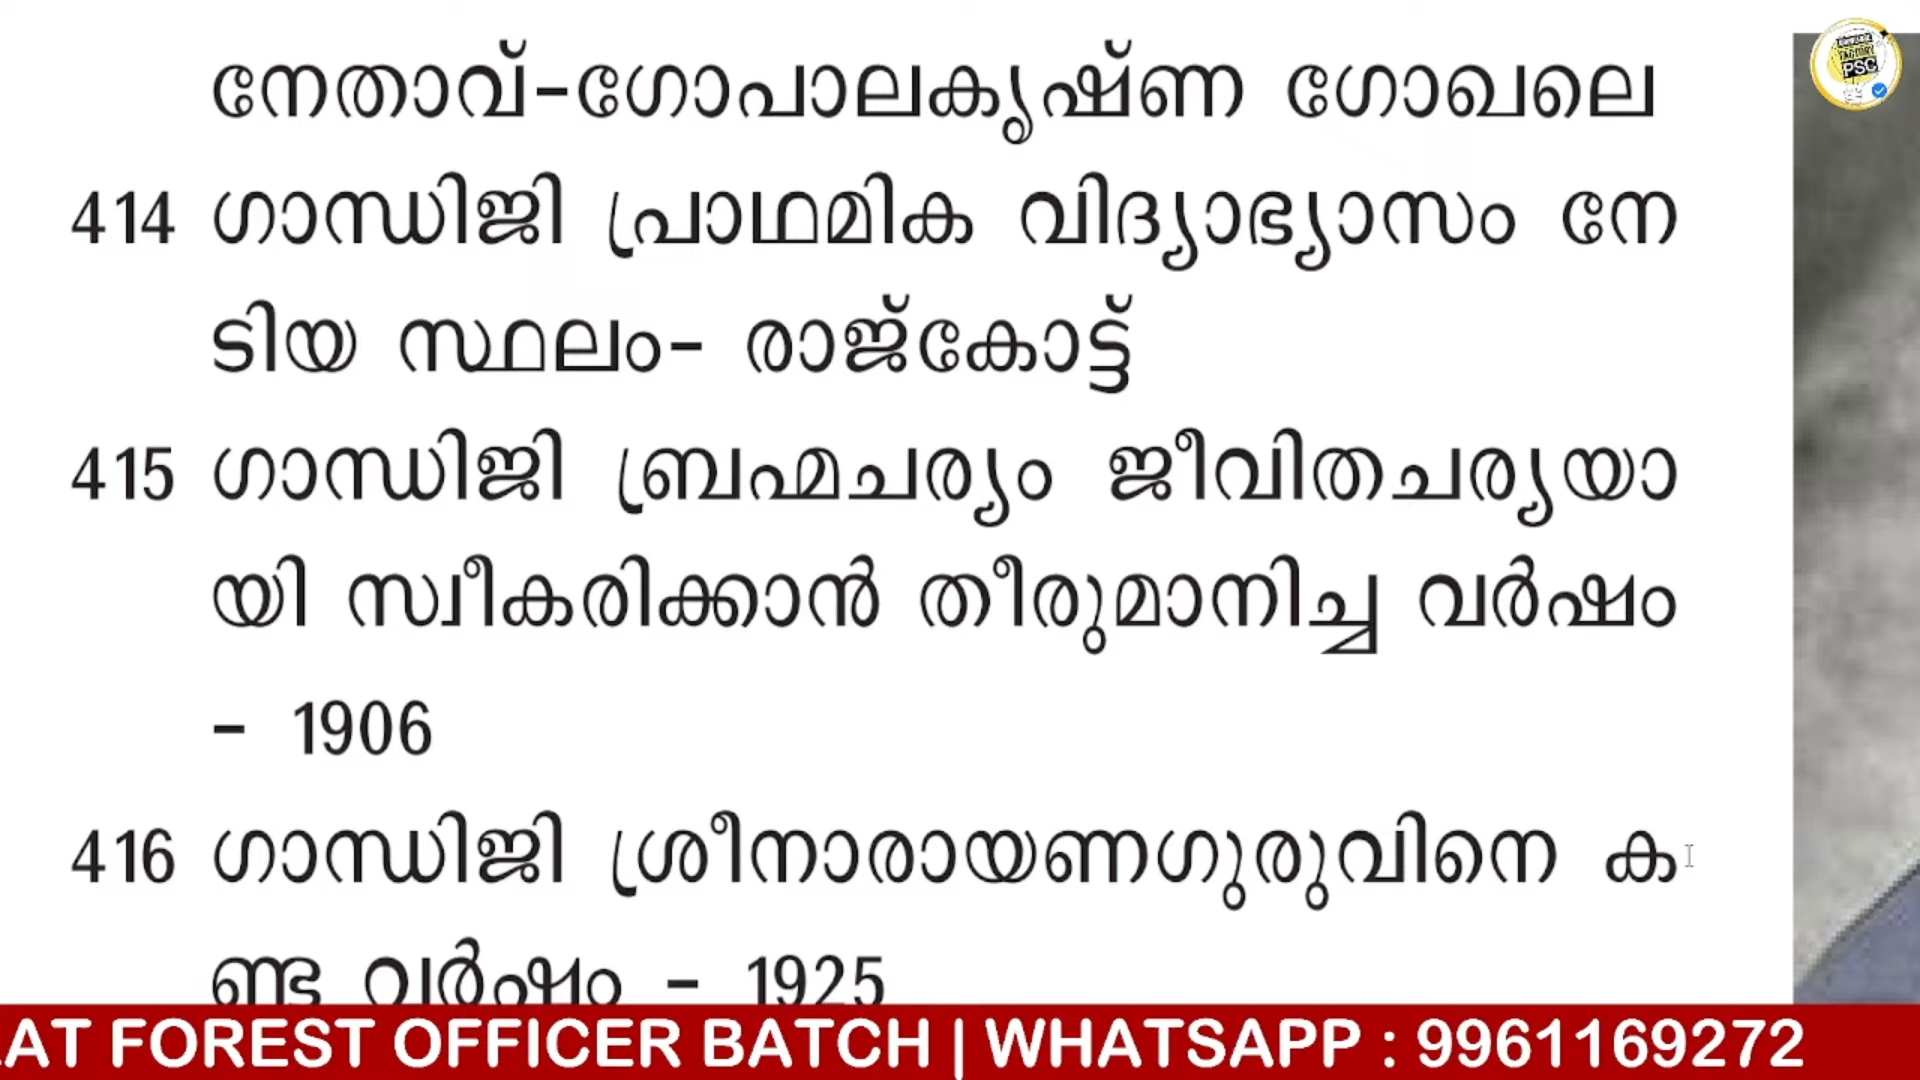 നേതാവ്-ഗോപാലകൃഷ്ണ ഗോഖലെ
414 ഗാന്ധിജി പ്രാഥമിക വിദ്യാഭ്യാസം നേ
ടിയ സ്ഥലം- രാജ്കോട്ട്
415 ഗാന്ധിജി ബ്രഹ്മചര്യം ജീവിതചര്യയാ
യി സ്വീകരിക്കാൻ തീരുമാനിച്ച വർഷം
- 1906
416 ഗാന്ധിജി ശ്രീനാരായണഗുരുവിനെ ക
ണ്ട വർഷം - 1925
AT FOREST OFFICER BATCH | WHATSAPP : 9961169272
PSC